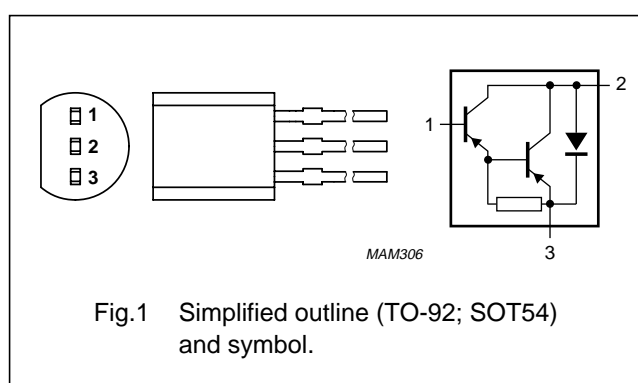 1
2
3
1
2
3
MAM306
Fig.1 Simplified outline (TO-92; SOT54)
and symbol.